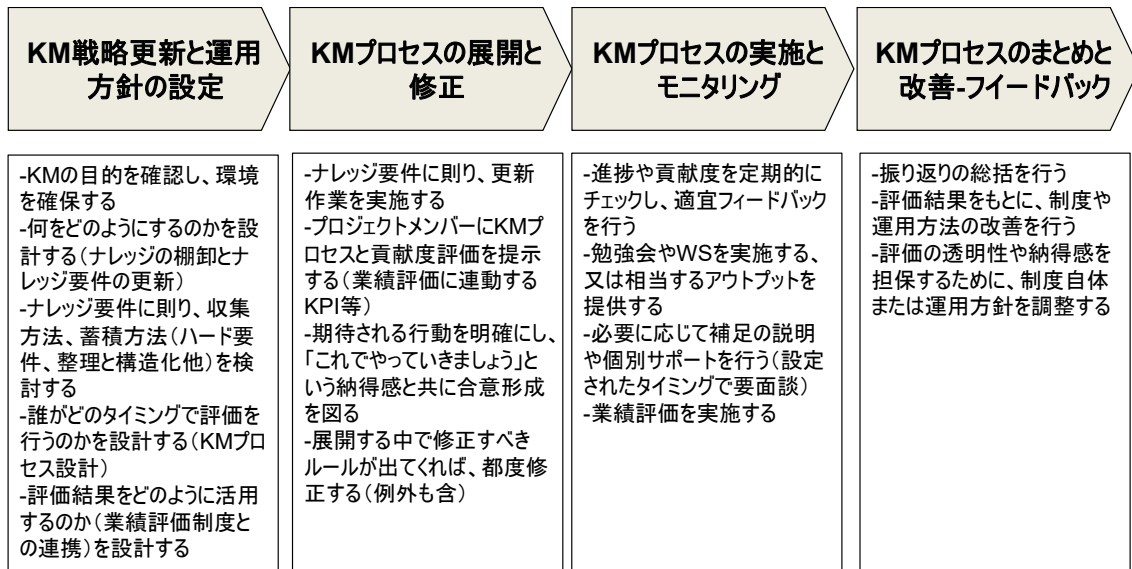 KM戦略更新と運用
方針の設定
KMプロセスの展開と
修正
KMプロセスの実施と
モニタリング
KMプロセスのまとめと
改善-フイードバック
-KMの目的を確認し、環境
を確保する
-何をどのようにするのかを設
計する（ナレッジの棚卸とナ
レッジ要件の更新）
-ナレッジ要件に則り、収集
方法、蓄積方法（ハード要
件、整理と構造化他）を検
討する
-誰がどのタイミングで評価を
行うのかを設計する（KMプロ
セス設計）
-評価結果をどのように活用
するのか（業績評価制度と
の連携）を設計する
-ナレッジ要件に則り、更新
作業を実施する
-プロジェクトメンバーにKMプ
ロセスと貢献度評価を提示
する（業績評価に連動する
KPI等）
-期待される行動を明確にし、
「これでやっていきましょう」と
いう納得感と共に合意形成
を図る
-展開する中で修正すべき
ルールが出てくれば、都度修
正する（例外も含）
-進捗や貢献度を定期的に
チェックし、適宜フィードバック
を行う
-勉強会やWSを実施する、
又は相当するアウトプットを
提供する
-必要に応じて補足の説明
や個別サポートを行う（設定
されたタイミングで要面談）
-業績評価を実施する
-振り返りの総括を行う
-評価結果をもとに、制度や
運用方法の改善を行う
-評価の透明性や納得感を
担保するために、制度自体
または運用方針を調整する